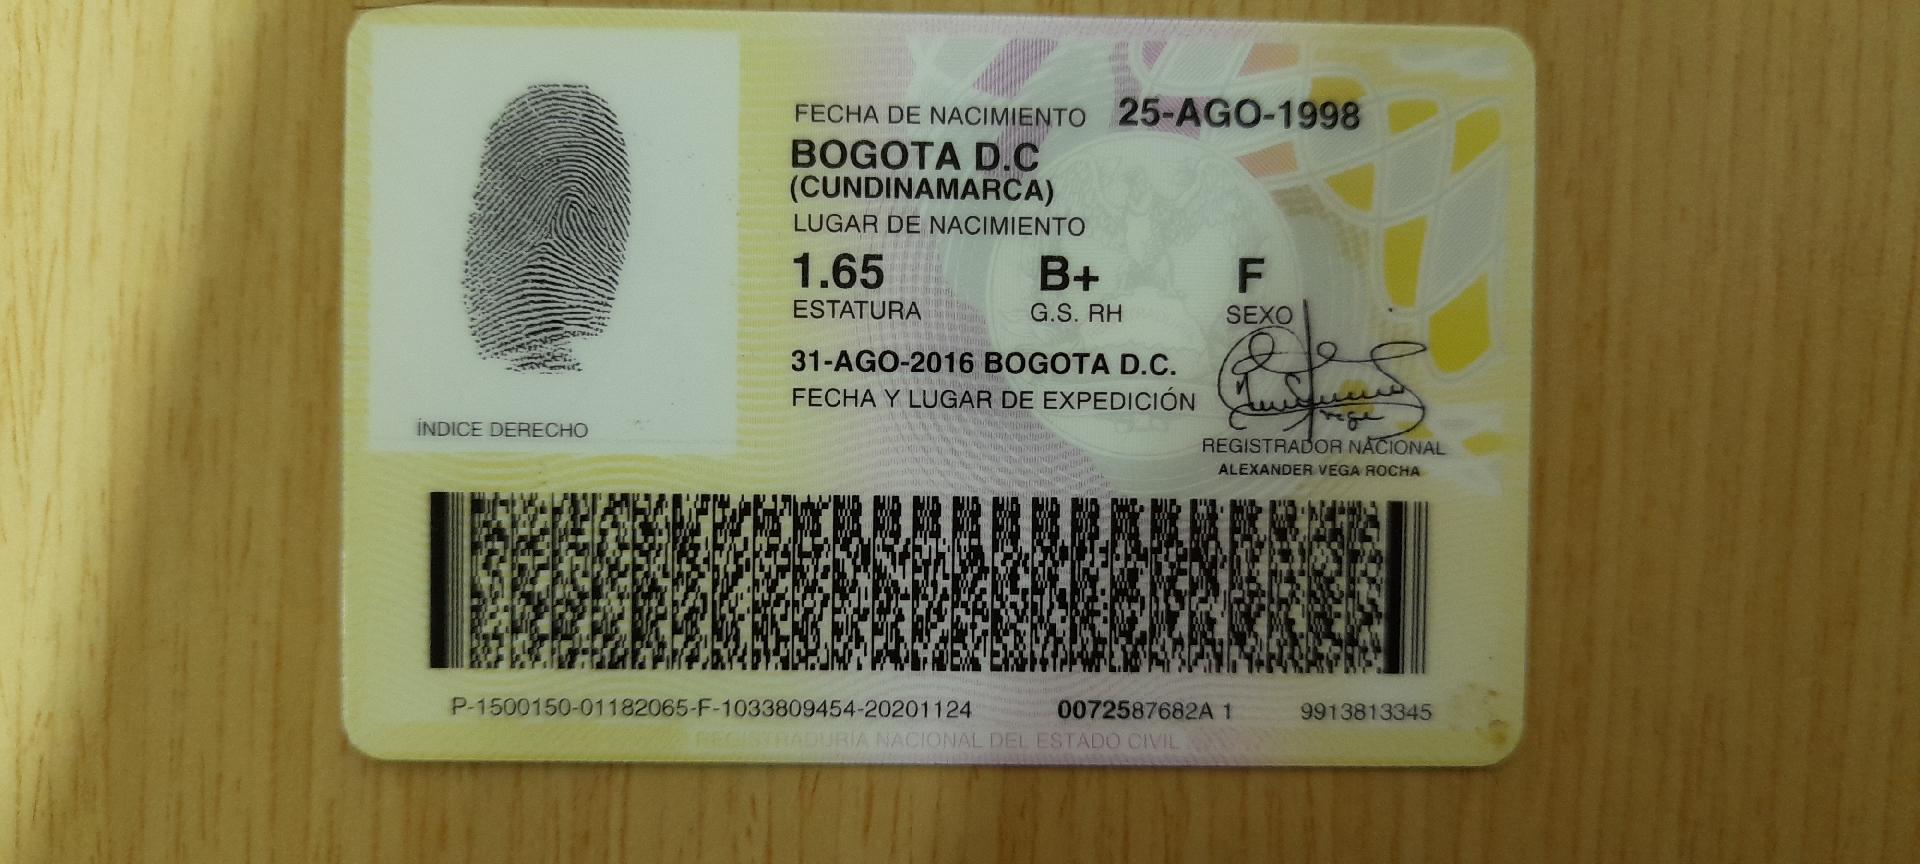 FECHA DE NACIMIENTO 25-AGO-1998
BOGOTA D.C
(CUNDINAMARCA)
LUGAR DE NACIMIENTO
1.65 B+ F
ESTATURA G.S. RH SEXO
31-AGO-2016 BOGOTA D.C.
FECHA Y LUGAR DE EXPEDICIÓN
ÍNDICE DERECHO
REGISTRADOR NACIONAL
ALEXANDER VEGA ROCHA
P-1500150-01182065-F-1033809454-20201124 0072587682A 1 9913813345
REGISTRADURIA NACIONAL DEL ESTADO CIVIL